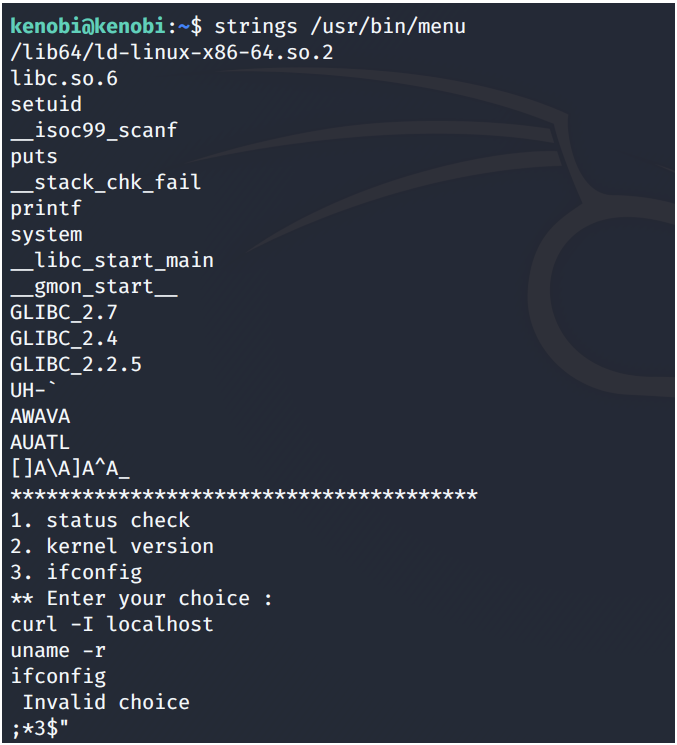 kenobi@kenobi:~$ strings /usr/bin/menu
/lib64/ld-linux-x86-64.so.2
libc.so.6
setuid
__isoc99_scanf
puts
__stack_chk_fail
printf
system
__libc_start_main
__gmon_start__
GLIBC_2.7
GLIBC_2.4
GLIBC_2.2.5
UH-`
AWAVA
AUATL
[]A\A]A^A_
***************************************
1. status check
2. kernel version
3. ifconfig
** Enter your choice :
curl -I localhost
uname -r
ifconfig
 Invalid choice
;*3$"